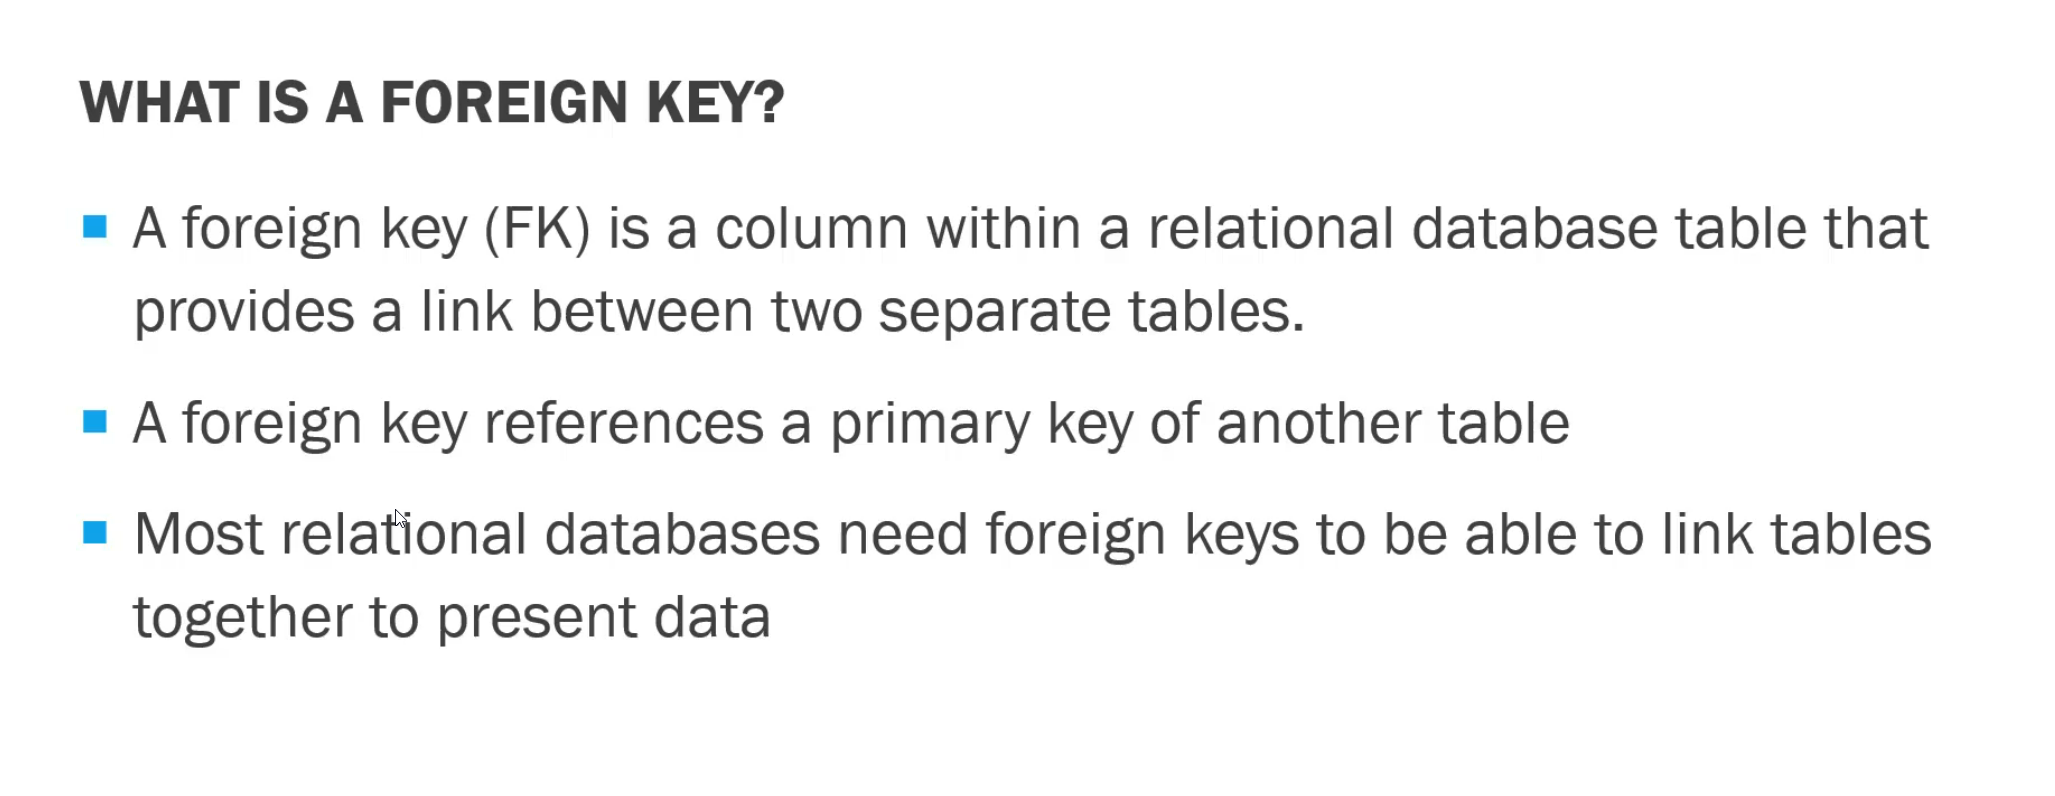 WHAT IS A FOREIGN KEY?
A foreign key (FK) is a column within a relational database table that
provides a link between two separate tables.
A foreign key references a primary key of another table
Most relational databases need foreign keys to be able to link tables
together to present data